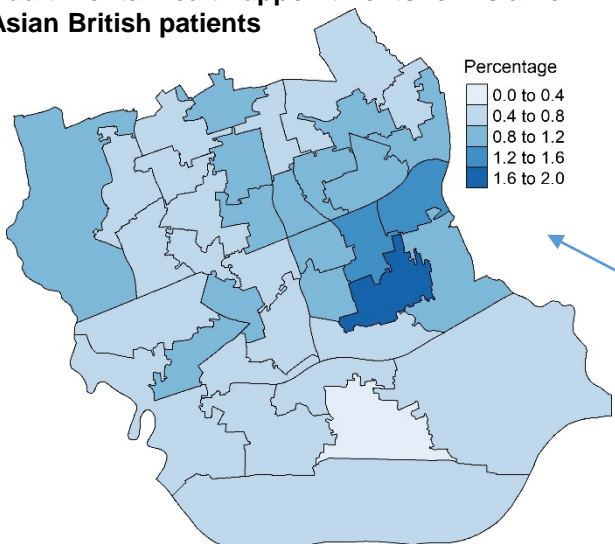 Asian British patients
Percentage
0.0 to 0.4
0.4 to 0.8
0.8 to 1.2
1.2 to 1.6
1.6 to 2.0